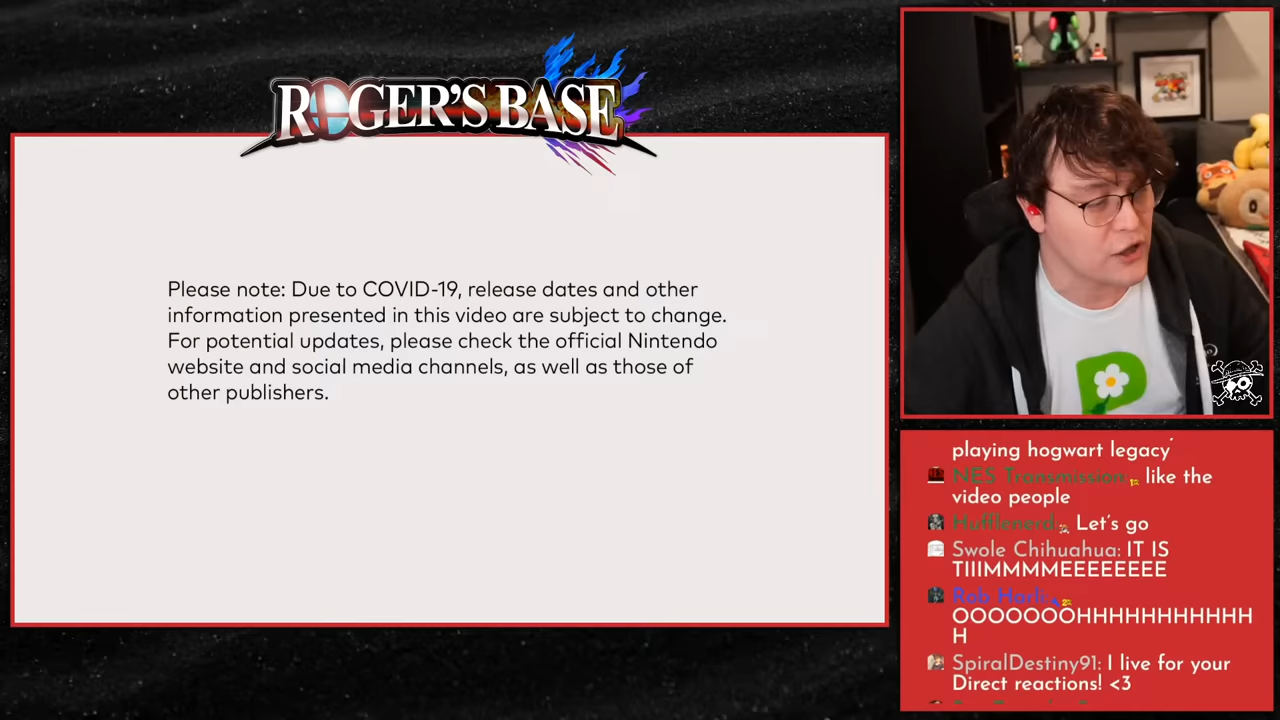 ROGER'S BASE
Please note: Due to COVID-19, release dates and other
information presented in this video are subject to change.
For potential updates, please check the official Nintendo
website and social media channels, as well as those of
other publishers.
playing hogwart legacy'
NES Transmission like the
video people
Hufflenerd Let's go
Swole Chihuahua: IT IS
TIIIMMMMEEEEEEEE
Rob Harli:
OOOOOOOHHHHHHHHHHHH
H
SpiralDestiny91: I live for your
Direct reactions! <3